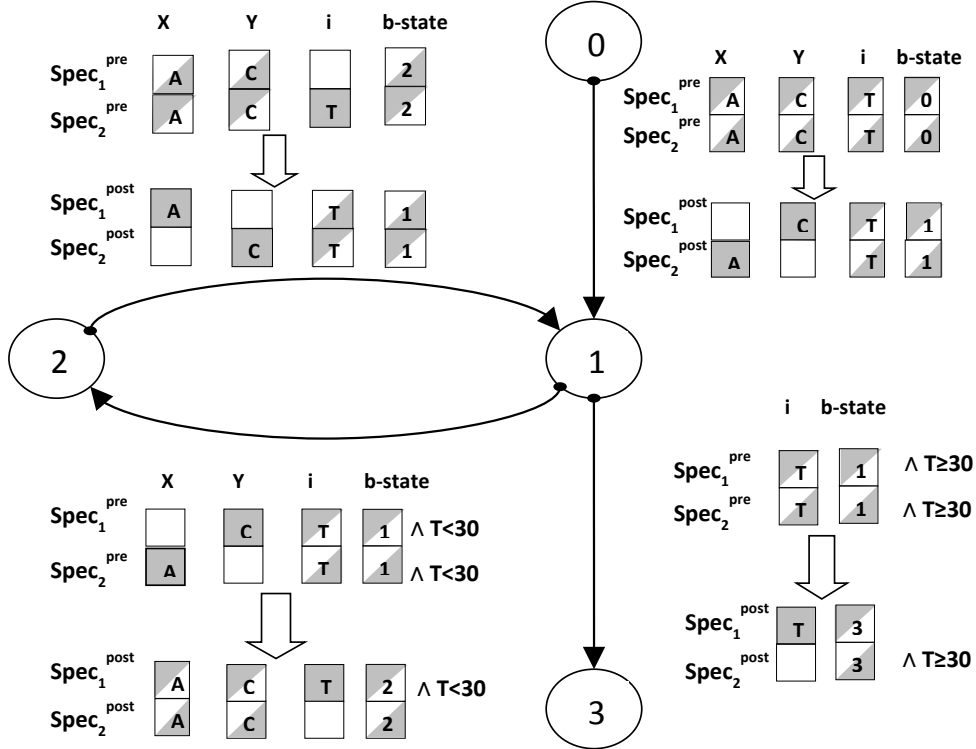 X Y i b-state
Spec1pre A C 2
Spec2pre A C T 2
Spec1post A T 1
Spec2post C T 1
0
X Y i b-state
Spec1pre A C T 0
Spec2pre A C T 0
Spec1post C T 1
Spec2post A T 1
2
1
i b-state
Spec1pre T 1 ∧ T≥30
Spec2pre T 1 ∧ T≥30
Spec1post T 3
Spec2post 3 ∧ T≥30
X Y i b-state
Spec1pre C T 1 ∧ T<30
Spec2pre A T 1 ∧ T<30
Spec1post A C T 2 ∧ T<30
Spec2post A C 2
3